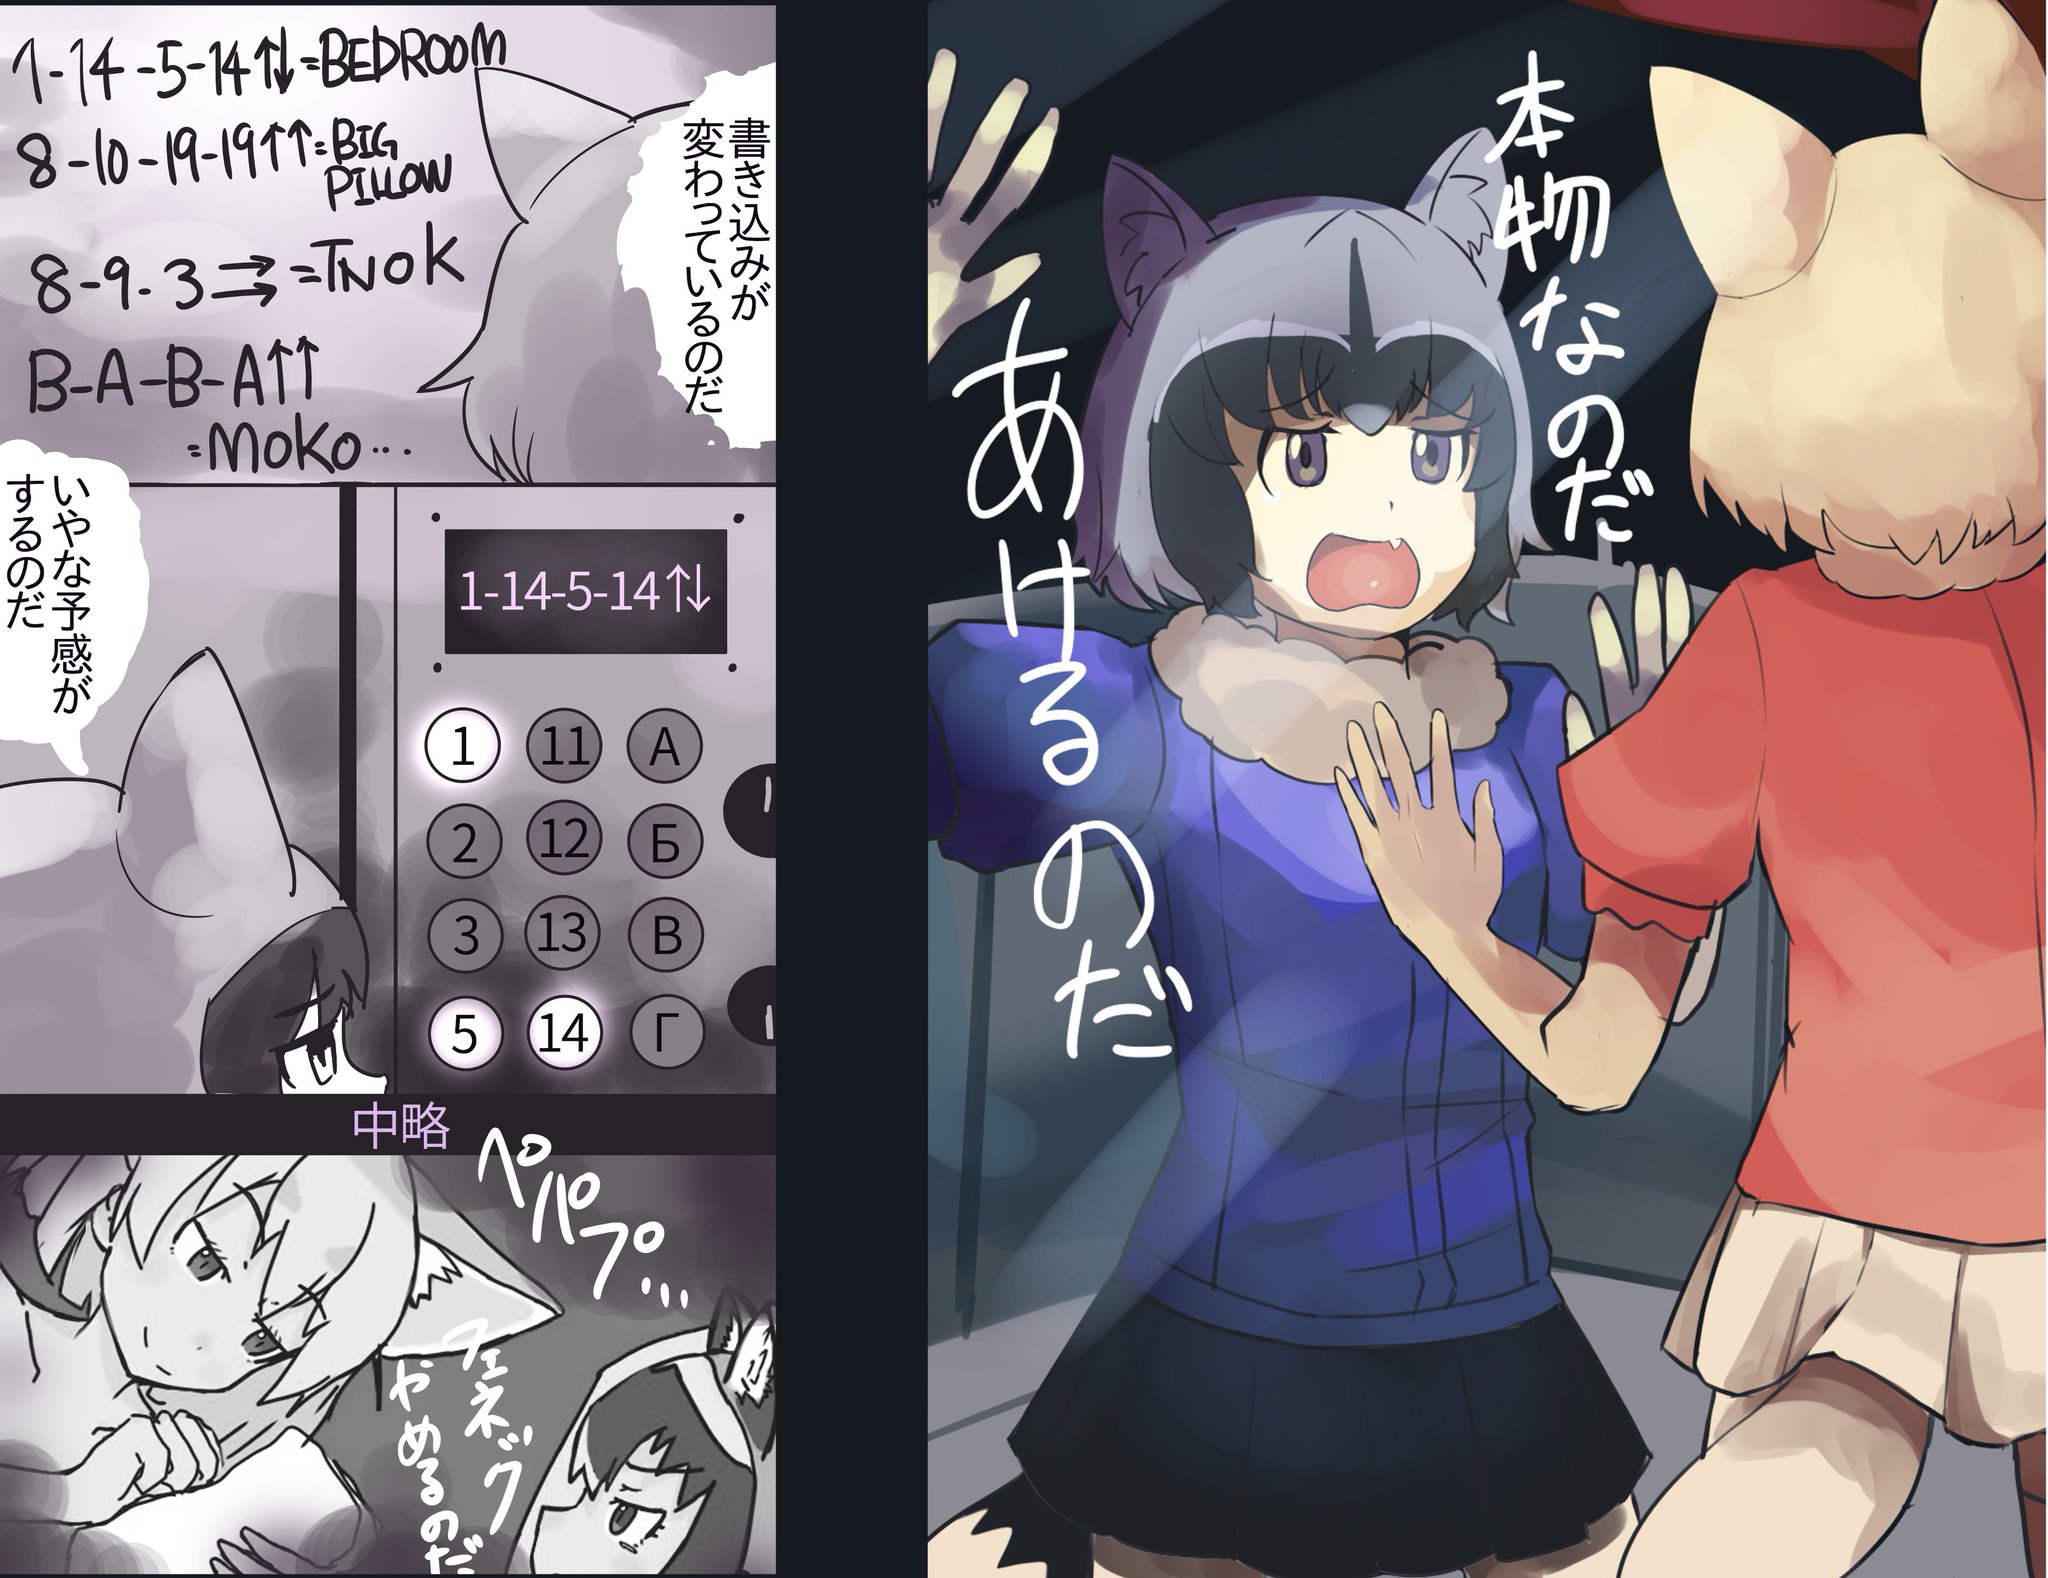 1-14-5-14↑↓=BEDROOM
8-10-19-19↑↑=BIG
PILLOW
8-9-3⇉=TNOK
B-A-B-A↑↑
=MOKO…
書き込みが
変わっているのだ
いやな予感が
するのだ
1-14-5-14↑↓
1 11 A
2 12 Б
3 13 B
5 14 Г
中略
ペパプ…
フェネック
やめるのだ
本物なのだ
あけるのだ